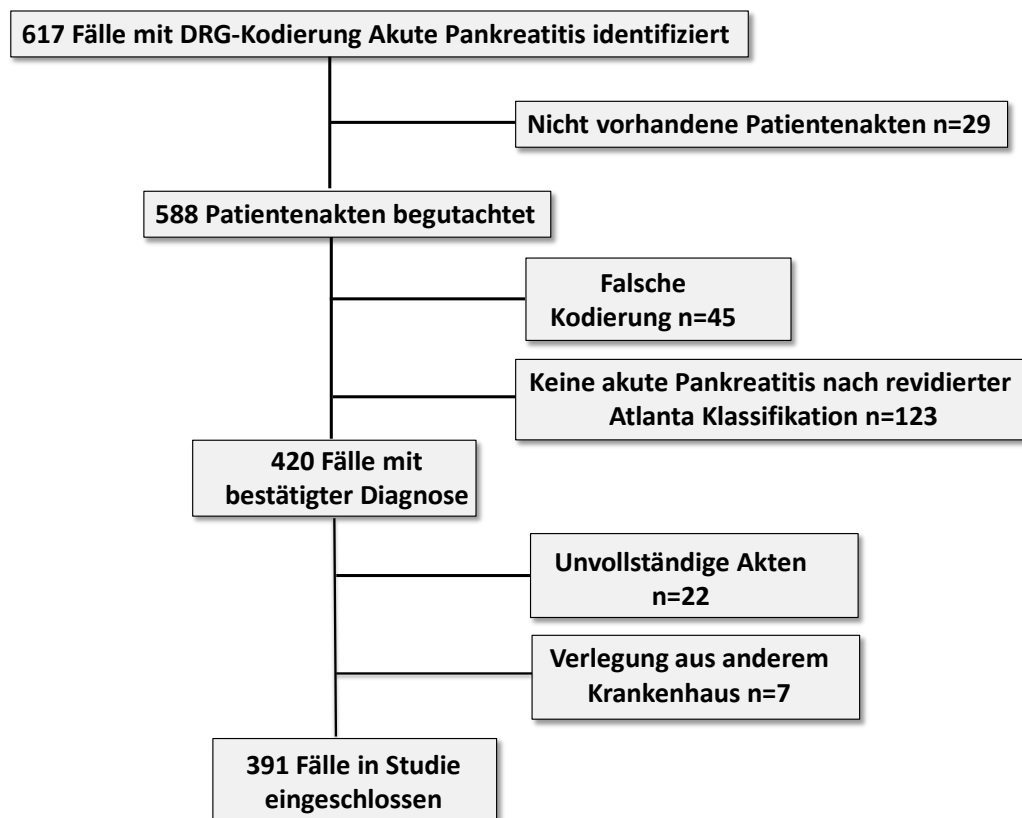 617 Fälle mit DRG-Kodierung Akute Pankreatitis identifiziert
Nicht vorhandene Patientenakten n=29
588 Patientenakten begutachtet
Falsche
Kodierung n=45
Keine akute Pankreatitis nach revidierter
Atlanta Klassifikation n=123
420 Fälle mit
bestätigter Diagnose
Unvollständige Akten
n=22
Verlegung aus anderem
Krankenhaus n=7
391 Fälle in Studie
eingeschlossen